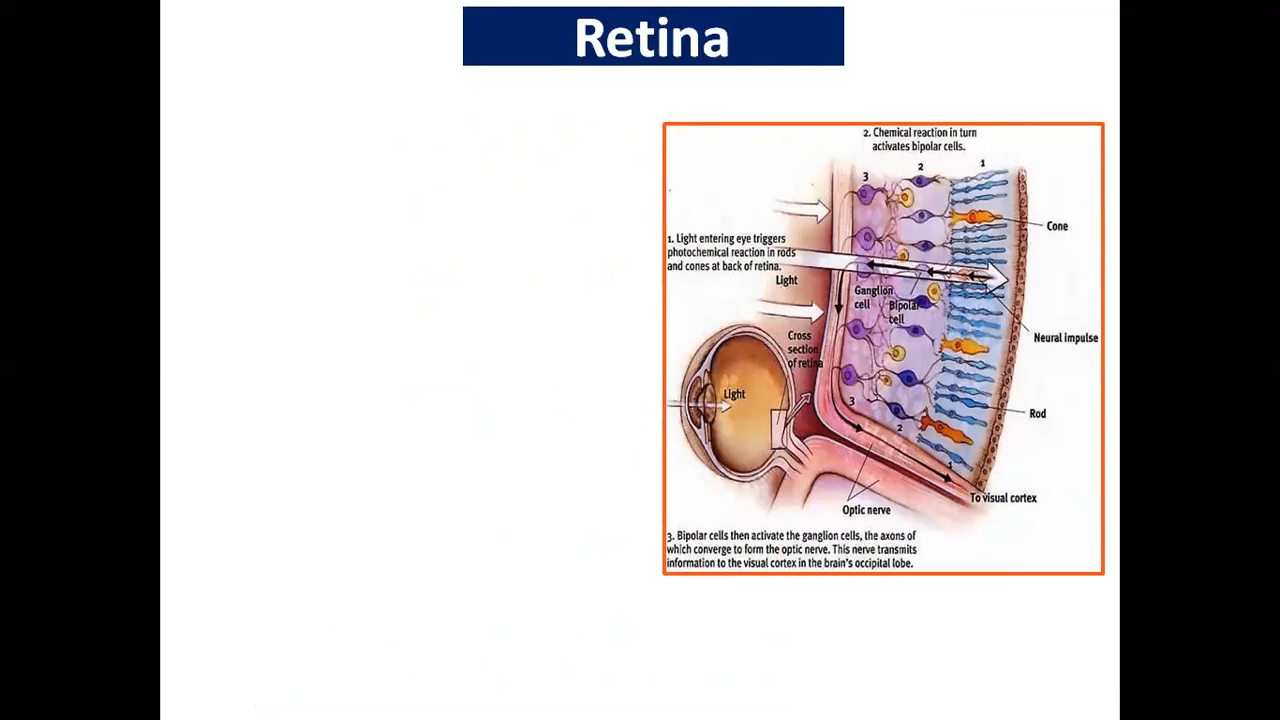 Retina
2. Chemical reaction in turn
activates bipolar cells.
1
2
3
Cone
1. Light entering eye triggers
photochemical reaction in rods
and cones at back of retina.
Light
Ganglion
cell
Bipolar
cell
Neural impulse
Cross
section
of retina
Light
3
Rod
2
1
To visual cortex
Optic nerve
3. Bipolar cells then activate the ganglion cells, the axons of
which converge to form the optic nerve. This nerve transmits
information to the visual cortex in the brain's occipital lobe.